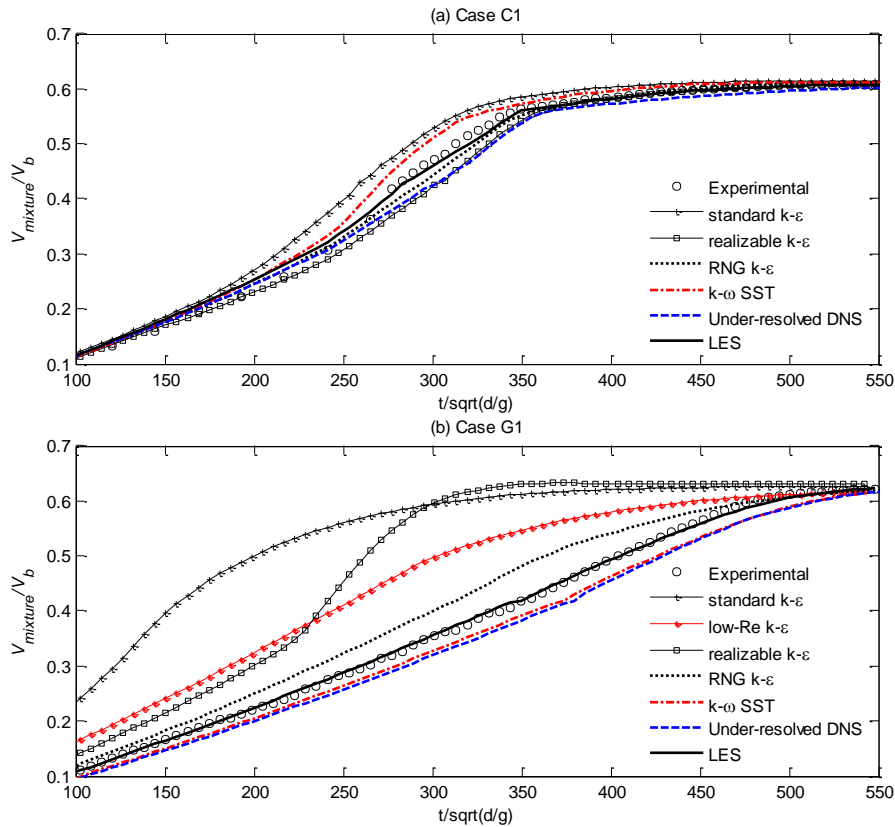 (a) Case C1
0.7
0.6
0.5
0.4
0.3
0.2
0.1
V_mixture/V_b
Experimental
standard k-ε
realizable k-ε
RNG k-ε
k-ω SST
Under-resolved DNS
LES
100 150 200 250 300 350 400 450 500 550
t/sqrt(d/g)
(b) Case G1
0.7
0.6
0.5
0.4
0.3
0.2
0.1
V_mixture/V_b
Experimental
standard k-ε
low-Re k-ε
realizable k-ε
RNG k-ε
k-ω SST
Under-resolved DNS
LES
100 150 200 250 300 350 400 450 500 550
t/sqrt(d/g)